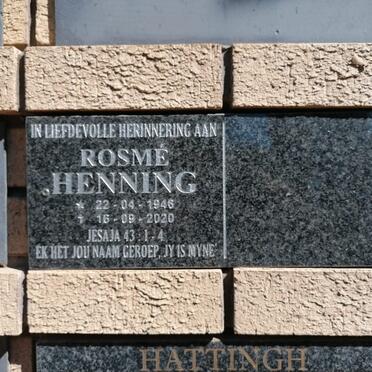 IN LIEFDEVOLLE HERINNERING AAN
ROSMÉ
HENNING
* 22 - 04 - 1946
† 16 - 09 - 2020
JESAJA 43 : 1 - 4
EK HET JOU NAAM GEROEP, JY IS MYNE
HATTINGH